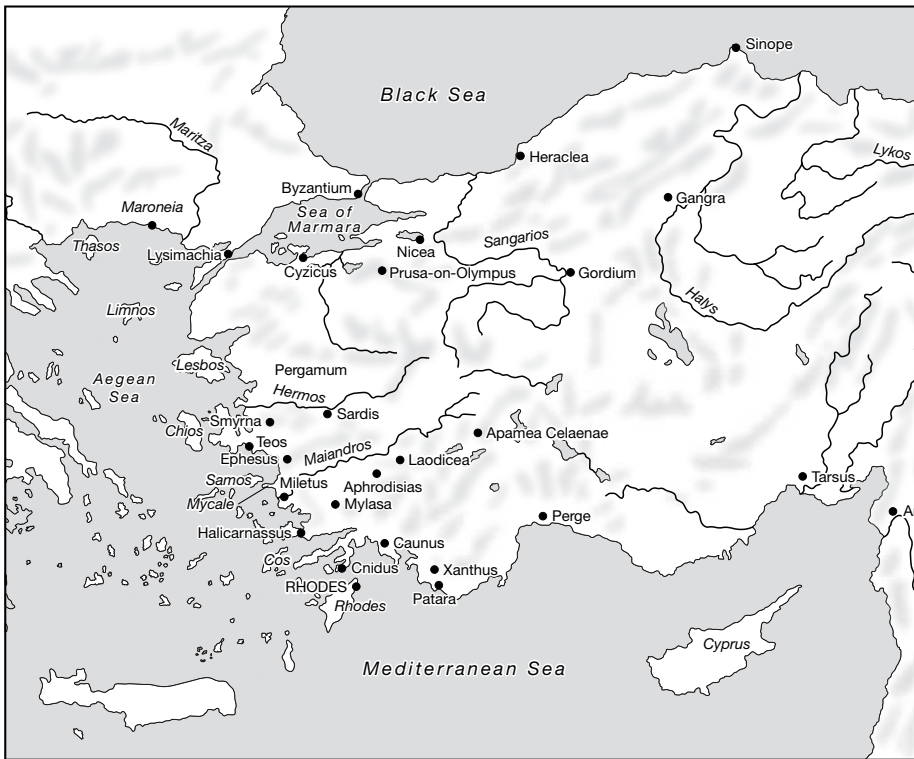 Sinope
Black Sea
Maritza
Heraclea
Lykos
Byzantium
Gangra
Maroneia
Sea of
Marmara
Sangarios
Thasos
Lysimachia
Nicea
Cyzicus
Prusa-on-Olympus
Gordium
Halys
Limnos
Lesbos
Pergamum
Aegean
Sea
Hermos
Sardis
Smyrna
Chios
Teos
Apamea Celaenae
Maiandros
Ephesus
Laodicea
Samos
Miletus
Aphrodisias
Tarsus
Mycale
Mylasa
Perge
An
Halicarnassus
Caunus
Cos
Cnidus
Xanthus
RHODES
Rhodes
Patara
Cyprus
Mediterranean Sea